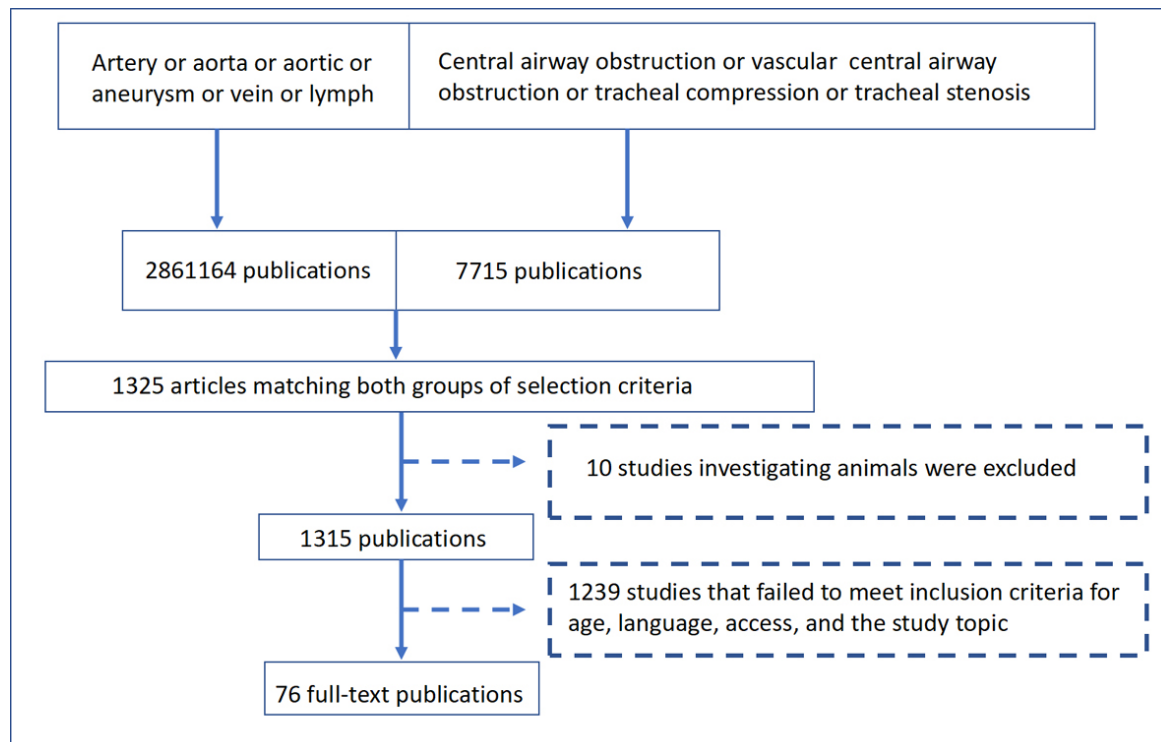 Artery or aorta or aortic or
aneurysm or vein or lymph
Central airway obstruction or vascular central airway
obstruction or tracheal compression or tracheal stenosis
2861164 publications
7715 publications
1325 articles matching both groups of selection criteria
10 studies investigating animals were excluded
1315 publications
1239 studies that failed to meet inclusion criteria for
age, language, access, and the study topic
76 full-text publications